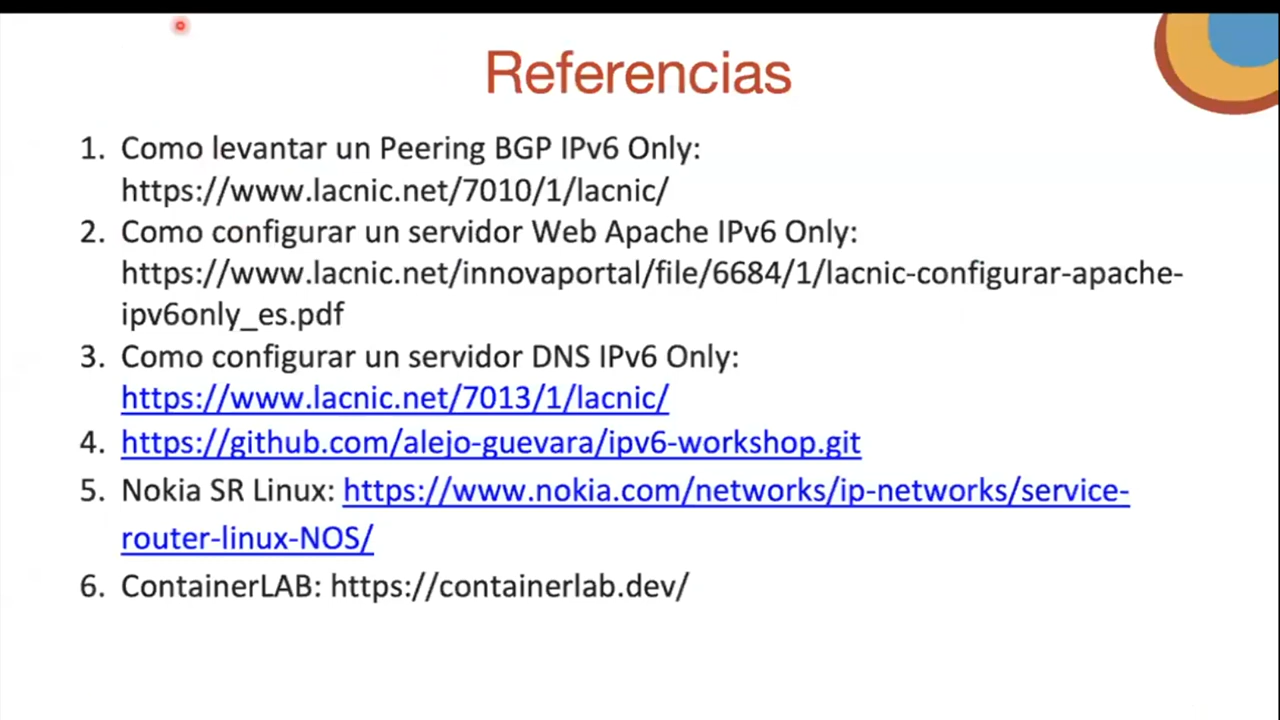 Referencias
1. Como levantar un Peering BGP IPv6 Only:
https://www.lacnic.net/7010/1/lacnic/
2. Como configurar un servidor Web Apache IPv6 Only:
https://www.lacnic.net/innovaportal/file/6684/1/lacnic-configurar-apache-
ipv6only_es.pdf
3. Como configurar un servidor DNS IPv6 Only:
https://www.lacnic.net/7013/1/lacnic/
4. https://github.com/alejo-guevara/ipv6-workshop.git
5. Nokia SR Linux: https://www.nokia.com/networks/ip-networks/service-
router-linux-NOS/
6. ContainerLAB: https://containerlab.dev/